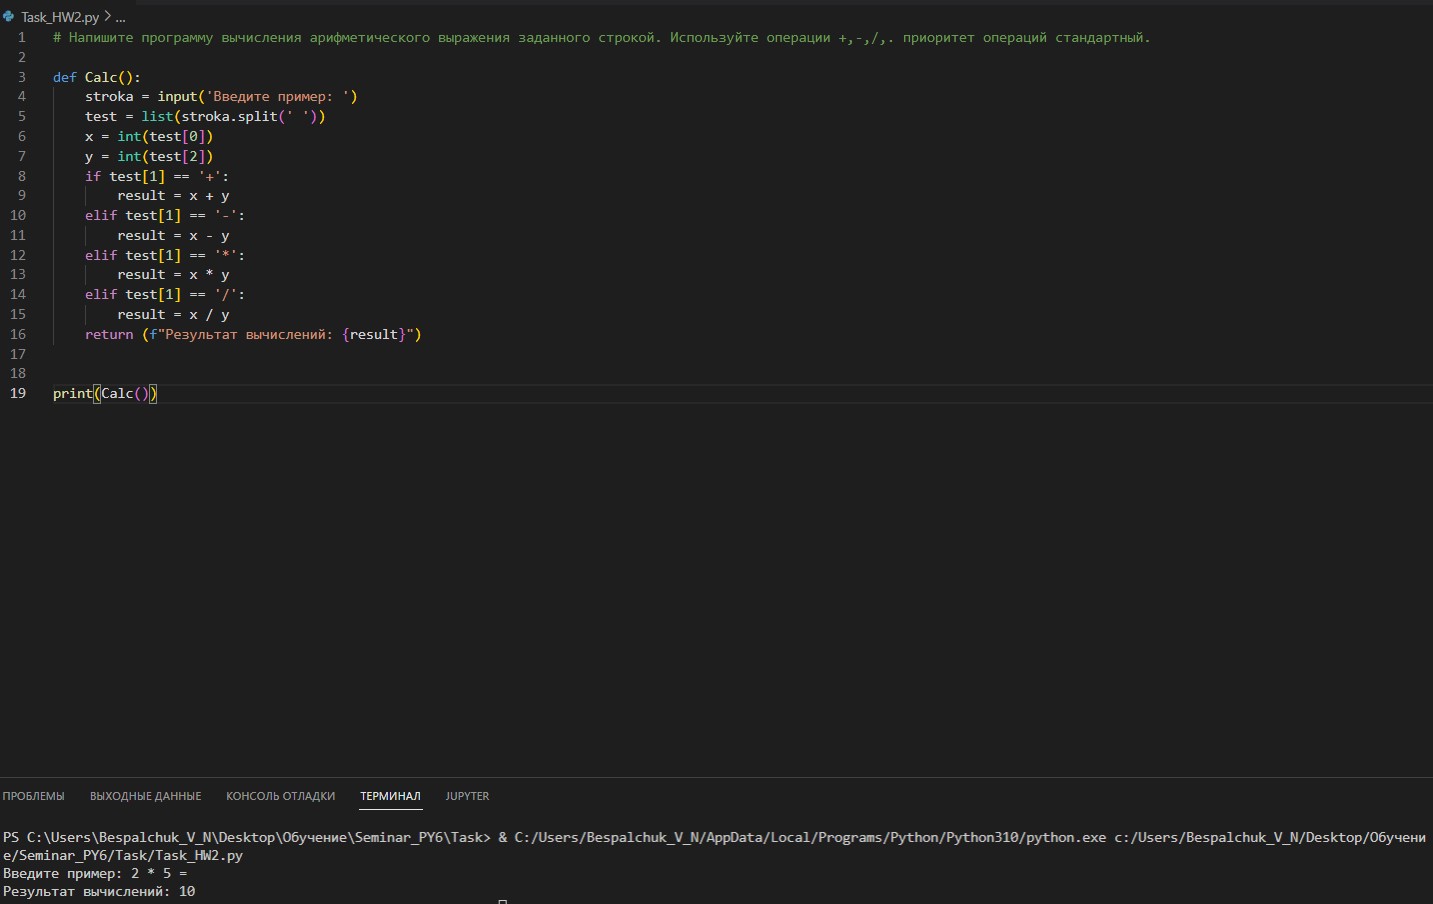 Task_HW2.py > ...
1 # Напишите программу вычисления арифметического выражения заданного строкой. Используйте операции +,-,/,. приоритет операций стандартный.
2
3 def Calc():
4     stroka = input('Введите пример: ')
5     test = list(stroka.split(' '))
6     x = int(test[0])
7     y = int(test[2])
8     if test[1] == '+':
9         result = x + y
10     elif test[1] == '-':
11         result = x - y
12     elif test[1] == '*':
13         result = x * y
14     elif test[1] == '/':
15         result = x / y
16     return (f"Результат вычислений: {result}")
17
18
19 print(Calc())
ПРОБЛЕМЫ ВЫХОДНЫЕ ДАННЫЕ КОНСОЛЬ ОТЛАДКИ ТЕРМИНАЛ JUPYTER
PS C:\Users\Bespalchuk_V_N\Desktop\Обучение\Seminar_PY6\Task> & C:/Users/Bespalchuk_V_N/AppData/Local/Programs/Python/Python310/python.exe c:/Users/Bespalchuk_V_N/Desktop/Обучени
е/Seminar_PY6/Task/Task_HW2.py
Введите пример: 2 * 5 =
Результат вычислений: 10